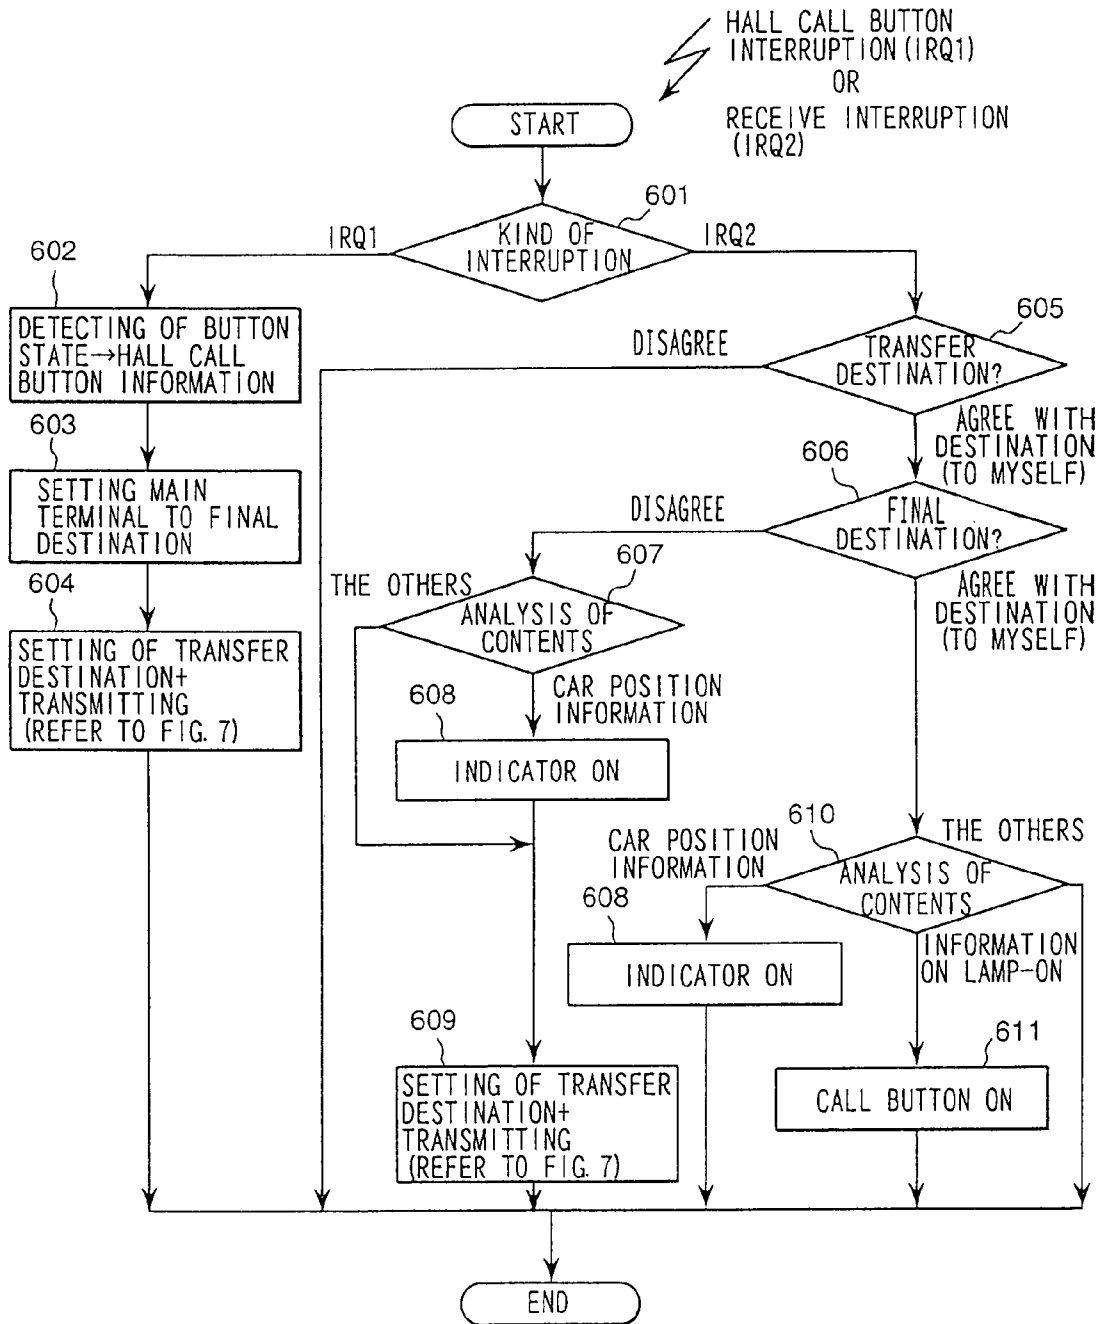 HALL CALL BUTTON
INTERRUPTION (IRQ1)
OR
RECEIVE INTERRUPTION
(IRQ2)
START
601
KIND OF
INTERRUPTION
IRQ1
IRQ2
602
DETECTING OF BUTTON
STATE→HALL CALL
BUTTON INFORMATION
603
SETTING MAIN
TERMINAL TO FINAL
DESTINATION
604
SETTING OF TRANSFER
DESTINATION+
TRANSMITTING
(REFER TO FIG. 7)
605
TRANSFER
DESTINATION?
DISAGREE
AGREE WITH
DESTINATION
(TO MYSELF)
606
FINAL
DESTINATION?
DISAGREE
AGREE WITH
DESTINATION
(TO MYSELF)
607
THE OTHERS
ANALYSIS OF
CONTENTS
CAR POSITION
INFORMATION
608
INDICATOR ON
609
SETTING OF TRANSFER
DESTINATION+
TRANSMITTING
(REFER TO FIG. 7)
610
THE OTHERS
ANALYSIS OF
CONTENTS
CAR POSITION
INFORMATION
608
INDICATOR ON
INFORMATION
ON LAMP-ON
611
CALL BUTTON ON
END